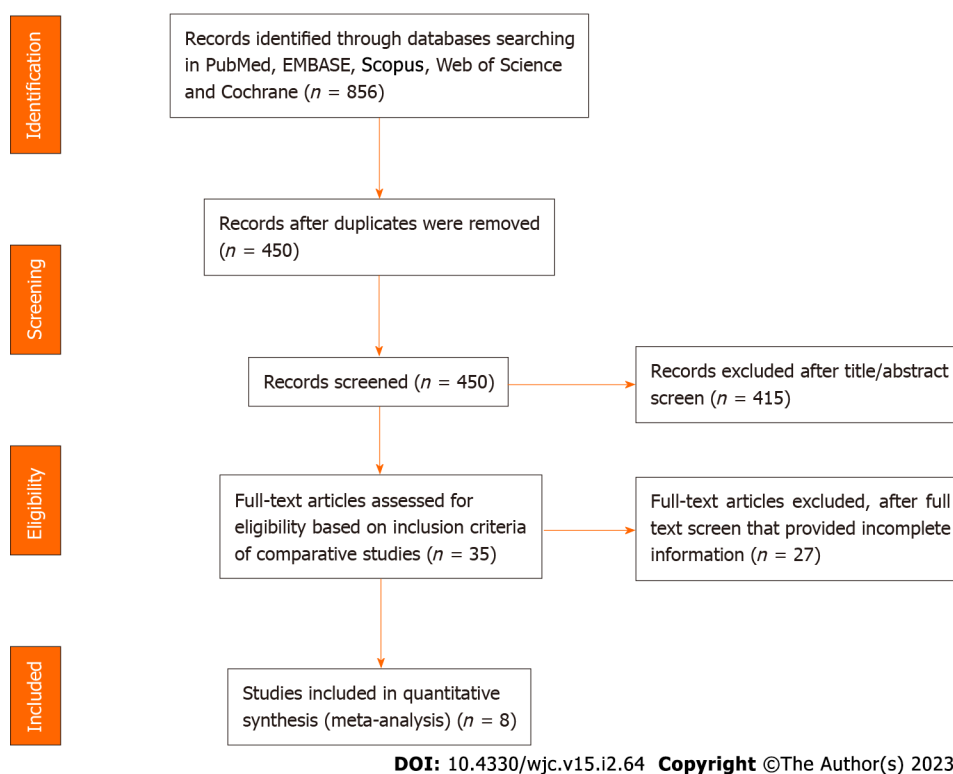 Identification
Records identified through databases searching
in PubMed, EMBASE, Scopus, Web of Science
and Cochrane (n = 856)
Records after duplicates were removed
(n = 450)
Screening
Records screened (n = 450)
Records excluded after title/abstract
screen (n = 415)
Eligibility
Full-text articles assessed for
eligibility based on inclusion criteria
of comparative studies (n = 35)
Full-text articles excluded, after full
text screen that provided incomplete
information (n = 27)
Included
Studies included in quantitative
synthesis (meta-analysis) (n = 8)
DOI: 10.4330/wjc.v15.i2.64 Copyright ©The Author(s) 2023